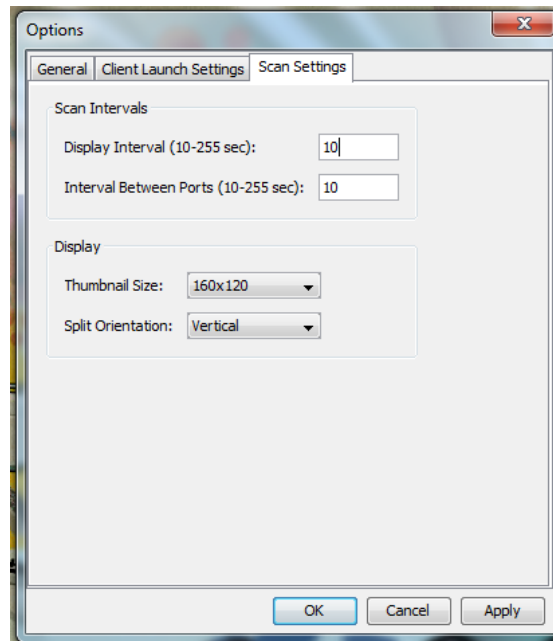 Options
General Client Launch Settings Scan Settings
Scan Intervals
Display Interval (10-255 sec): 10
Interval Between Ports (10-255 sec): 10
Display
Thumbnail Size: 160x120
Split Orientation: Vertical
OK Cancel Apply